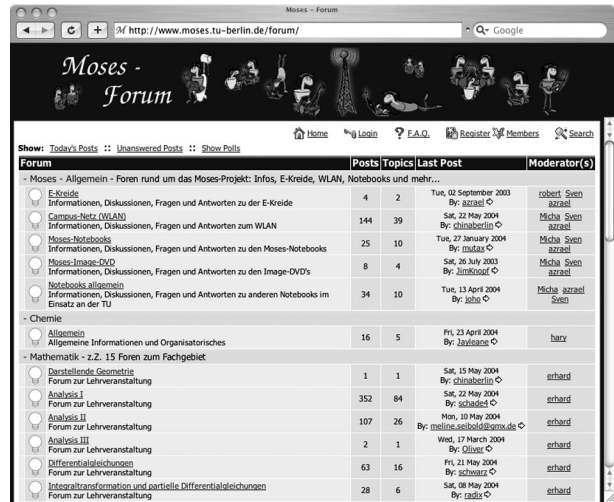 Moses - Forum
http://www.moses.tu-berlin.de/forum/
Google
Moses -
Forum
Home Login F.A.Q. Register Members Search
Show: Today's Posts :: Unanswered Posts :: Show Polls
Forum Posts Topics Last Post Moderator(s)
- Moses - Allgemein - Foren rund um das Moses-Projekt: Infos, E-Kreide, WLAN, Notebooks und mehr...
E-Kreide
Informationen, Diskussionen, Fragen und Antworten zu der E-Kreide
4 2 Tue, 02 September 2003
By: azrael
robert Sven
azrael
Campus-Netz (WLAN)
Informationen, Diskussionen, Fragen und Antworten zum WLAN
144 39 Sat, 22 May 2004
By: chinaberlin
Micha Sven
azrael
Moses-Notebooks
Informationen, Diskussionen, Fragen und Antworten zu den Moses-Notebooks
25 10 Tue, 27 January 2004
By: mutax
Micha Sven
azrael
Moses-Image-DVD
Informationen, Diskussionen, Fragen und Antworten zu den Image-DVD's
8 4 Sat, 26 July 2003
By: JimKnopf
Micha Sven
azrael
Notebooks allgemein
Informationen, Diskussionen, Fragen und Antworten zu anderen Notebooks im
Einsatz an der TU
34 10 Tue, 13 April 2004
By: joho
Micha azrael
Sven
- Chemie
Allgemein
Allgemeine Informationen und Organisatorisches
16 5 Fri, 23 April 2004
By: Jayleane
hary
- Mathematik - z.Z. 15 Foren zum Fachgebiet
Darstellende Geometrie
Forum zur Lehrveranstaltung
1 1 Sat, 15 May 2004
By: chinaberlin
erhard
Analysis I
Forum zur Lehrveranstaltung
352 84 Sat, 22 May 2004
By: schade4
erhard
Analysis II
Forum zur Lehrveranstaltung
107 26 Mon, 10 May 2004
By: meline.seibold@gmx.de
erhard
Analysis III
Forum zur Lehrveranstaltung
2 1 Wed, 17 March 2004
By: Oliver
erhard
Differentialgleichungen
Forum zur Lehrveranstaltung
63 16 Fri, 21 May 2004
By: schwarz
erhard
Integraltransformation und partielle Differentialgleichungen
Forum zur Lehrveranstaltung
28 6 Sat, 08 May 2004
By: radix
erhard